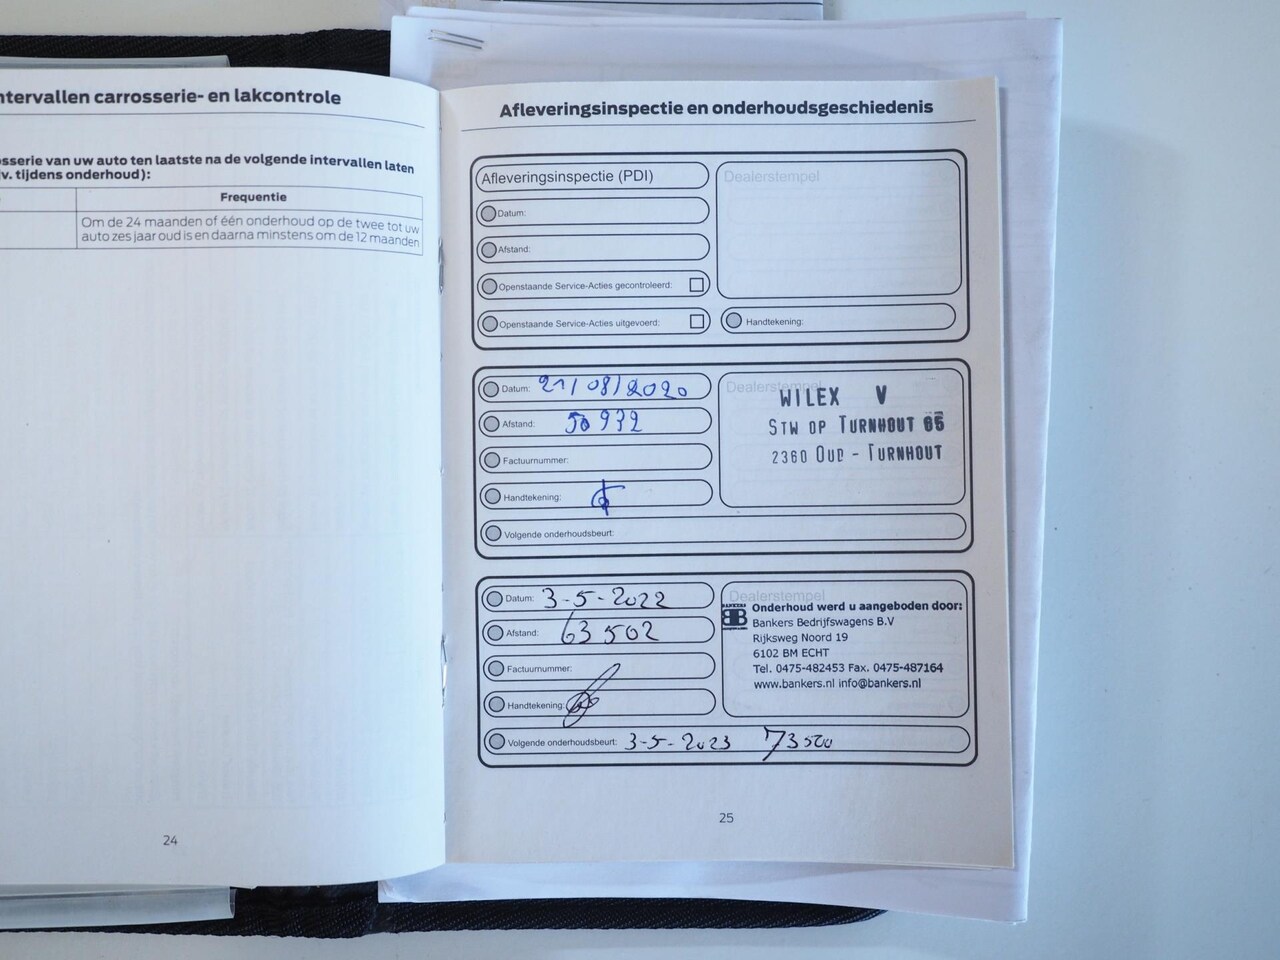 ntervallen carrosserie- en lakcontrole
sserie van uw auto ten laatste na de volgende intervallen laten
v. tijdens onderhoud):
Frequentie
Om de 24 maanden of één onderhoud op de twee tot uw
auto zes jaar oud is en daarna minstens om de 12 maanden
24
Afleveringsinspectie en onderhoudsgeschiedenis
Afleveringsinspectie (PDI)
Dealerstempel
Datum:
Afstand:
Openstaande Service-Acties gecontroleerd:
Openstaande Service-Acties uitgevoerd:
Handtekening:
Datum: 21/08/2020
Afstand: 50932
Factuurnummer:
Handtekening:
Volgende onderhoudsbeurt:
Dealerstempel
WILEX V
STW OP TURNHOUT
2360 OUD - TURNHOUT
Datum: 3-5-2022
Afstand: 63502
Factuurnummer:
Handtekening:
Volgende onderhoudsbeurt: 3-5-2023 73500
Dealerstempel
BANKERS
Onderhoud werd u aangeboden door:
Bankers Bedrijfswagens B.V
Rijksweg Noord 19
6102 BM ECHT
Tel. 0475-482453 Fax. 0475-487164
www.bankers.nl info@bankers.nl
25